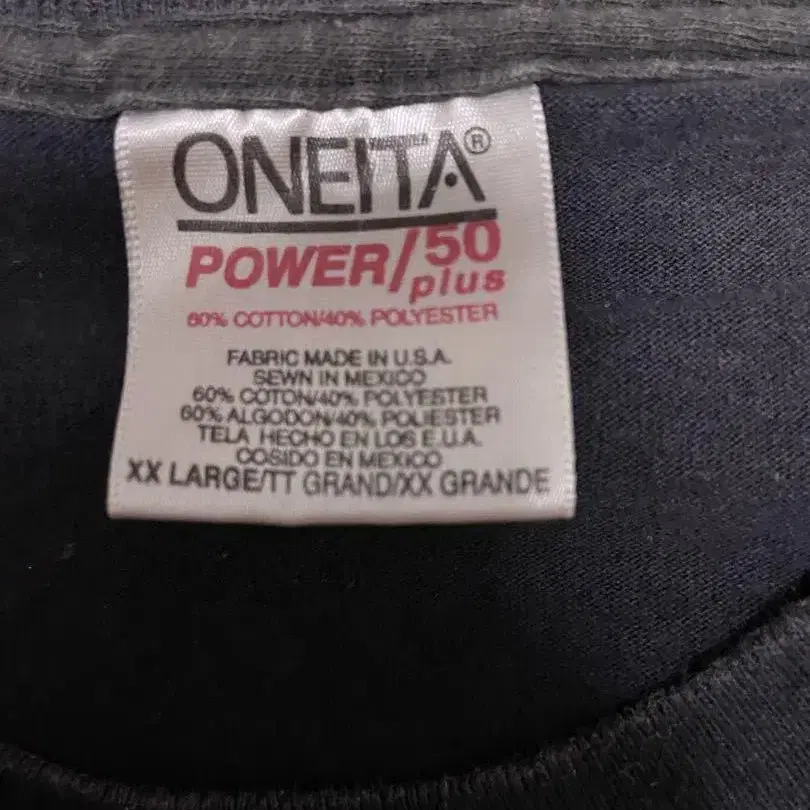 ONEITA®
POWER/50
plus
60% COTTON/40% POLYESTER
FABRIC MADE IN U.S.A.
SEWN IN MEXICO
60% COTON/40% POLYESTER
60% ALGODON/40% POLIESTER
TELA HECHO EN LOS E.U.A.
COSIDO EN MEXICO
XX LARGE/TT GRAND/XX GRANDE